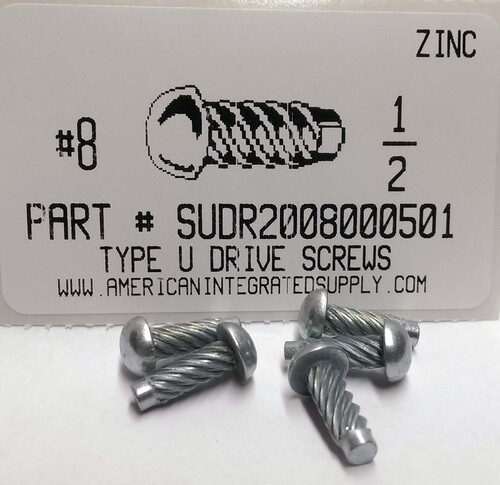 ZINC
#8
1
2
PART # SUDR2008000501
TYPE U DRIVE SCREWS
WWW.AMERICANINTEGRATEDSUPPLY.COM